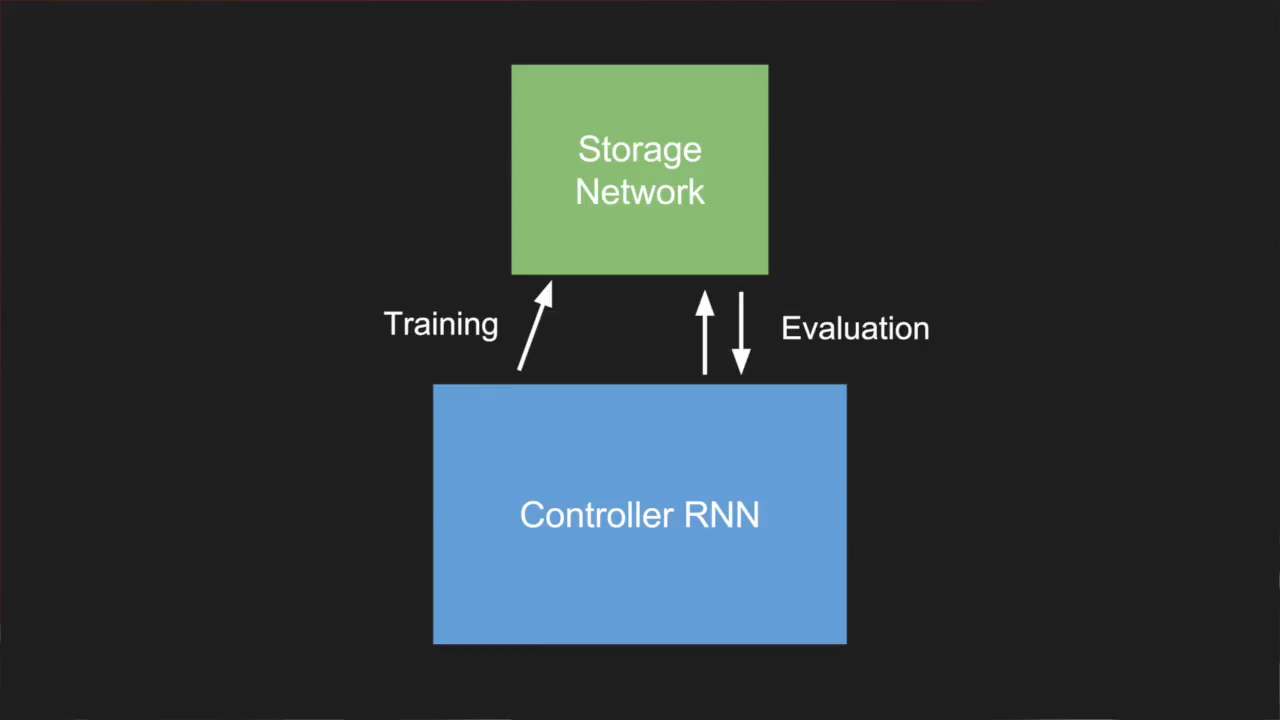 Storage
Network
Training
Evaluation
Controller RNN